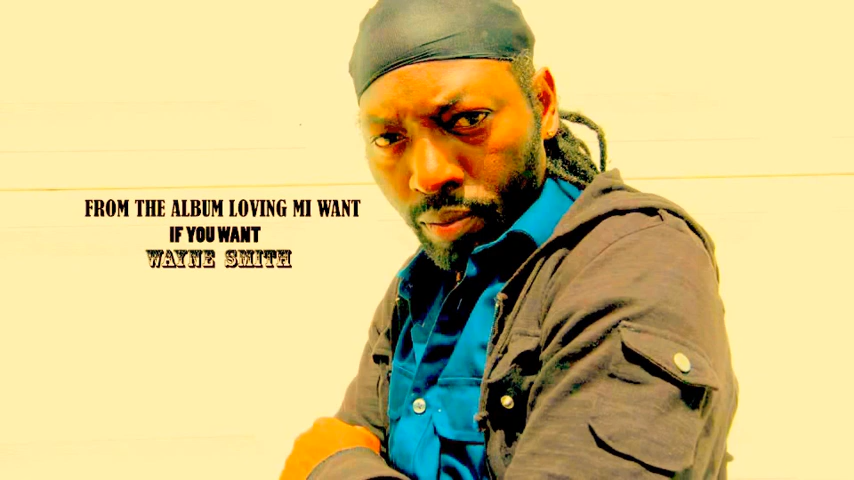 FROM THE ALBUM LOVING MI WANT
IF YOU WANT
WAYNE SMITH